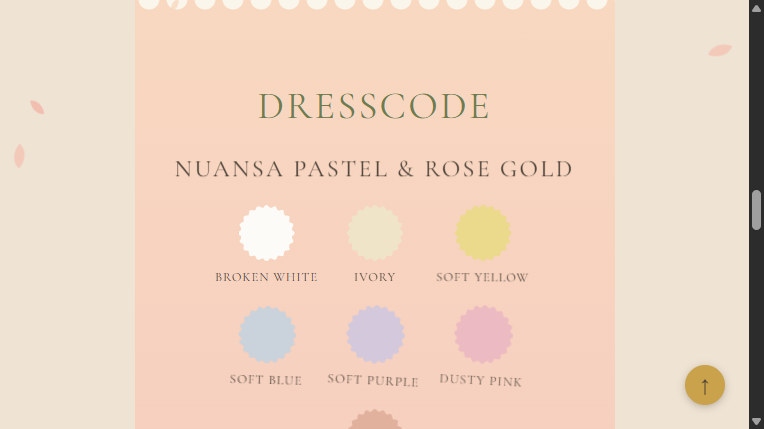 DRESSCODE
NUANSA PASTEL & ROSE GOLD
BROKEN WHITE
IVORY
SOFT YELLOW
SOFT BLUE
SOFT PURPLE
DUSTY PINK
↑